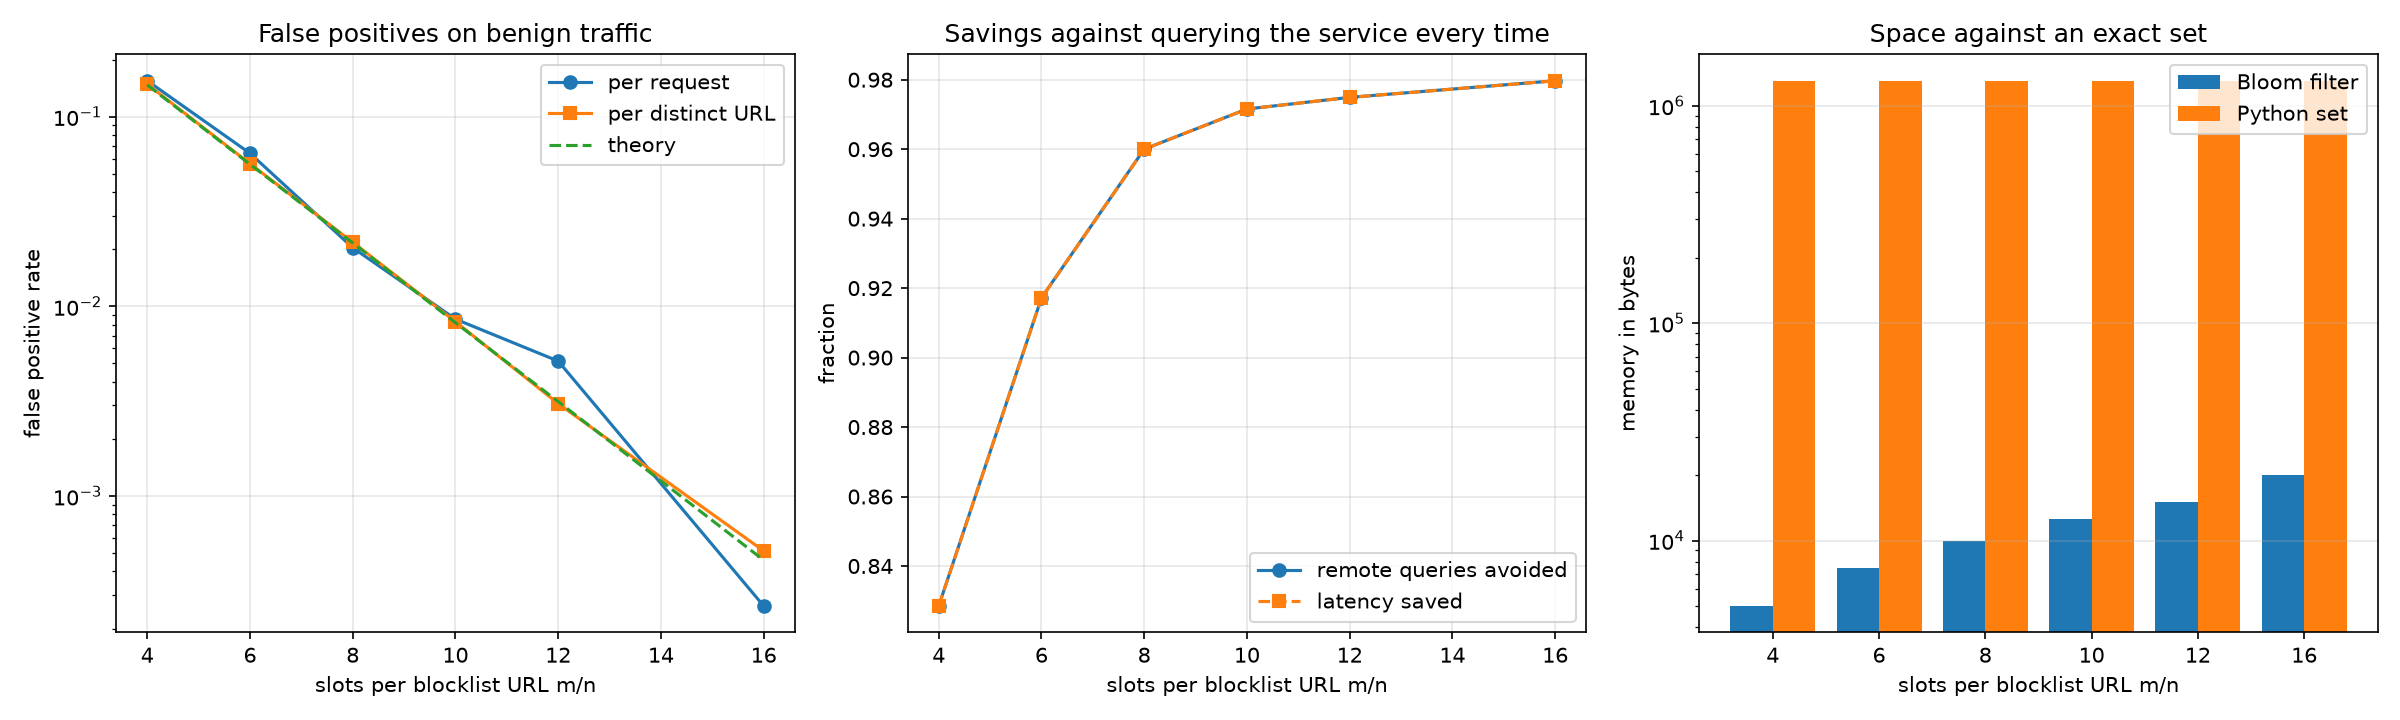 False positives on benign traffic
per request
per distinct URL
theory
10⁻¹
10⁻²
10⁻³
false positive rate
4 6 8 10 12 14 16
slots per blocklist URL m/n
Savings against querying the service every time
0.98
0.96
0.94
0.92
0.90
0.88
0.86
0.84
fraction
remote queries avoided
latency saved
4 6 8 10 12 14 16
slots per blocklist URL m/n
Space against an exact set
Bloom filter
Python set
10⁶
10⁵
10⁴
memory in bytes
4 6 8 10 12 16
slots per blocklist URL m/n